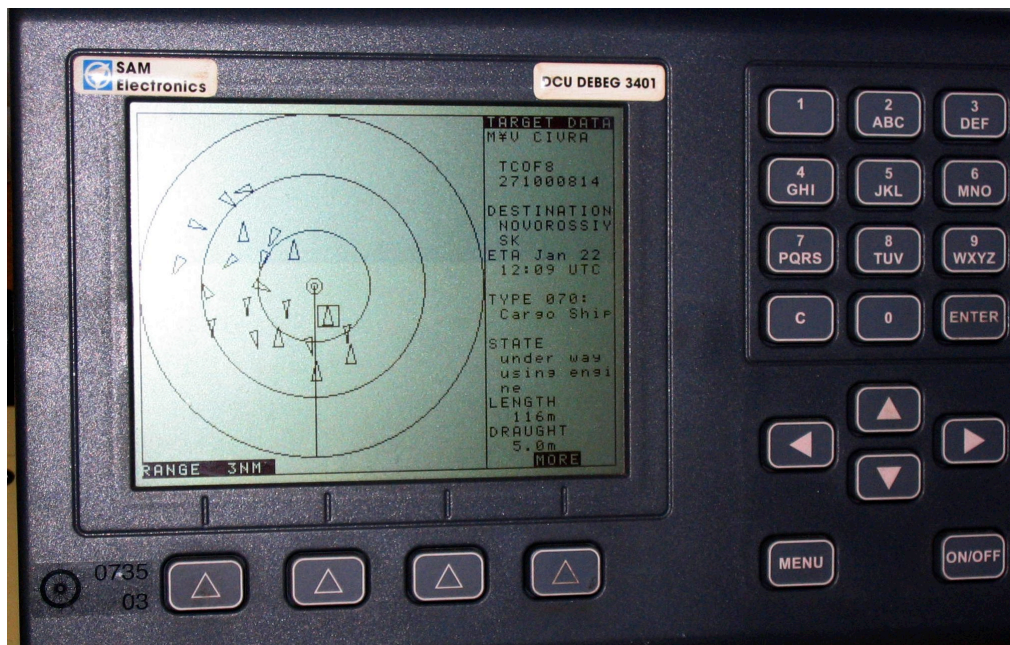 SAM
Electronics
DCU DEBEG 3401
TARGET DATA
M¥V CIVRA
TCOF8
271000814
DESTINATION
NOVOROSSIY
SK
ETA Jan 22
12:09 UTC
TYPE 070:
Cargo Ship
STATE
under way
using engi
ne
LENGTH
116m
DRAUGHT
5.0m
MORE
RANGE 3NM
1
2
ABC
3
DEF
4
GHI
5
JKL
6
MNO
7
PQRS
8
TUV
9
WXYZ
C
0
ENTER
MENU
ON/OFF
0735
03